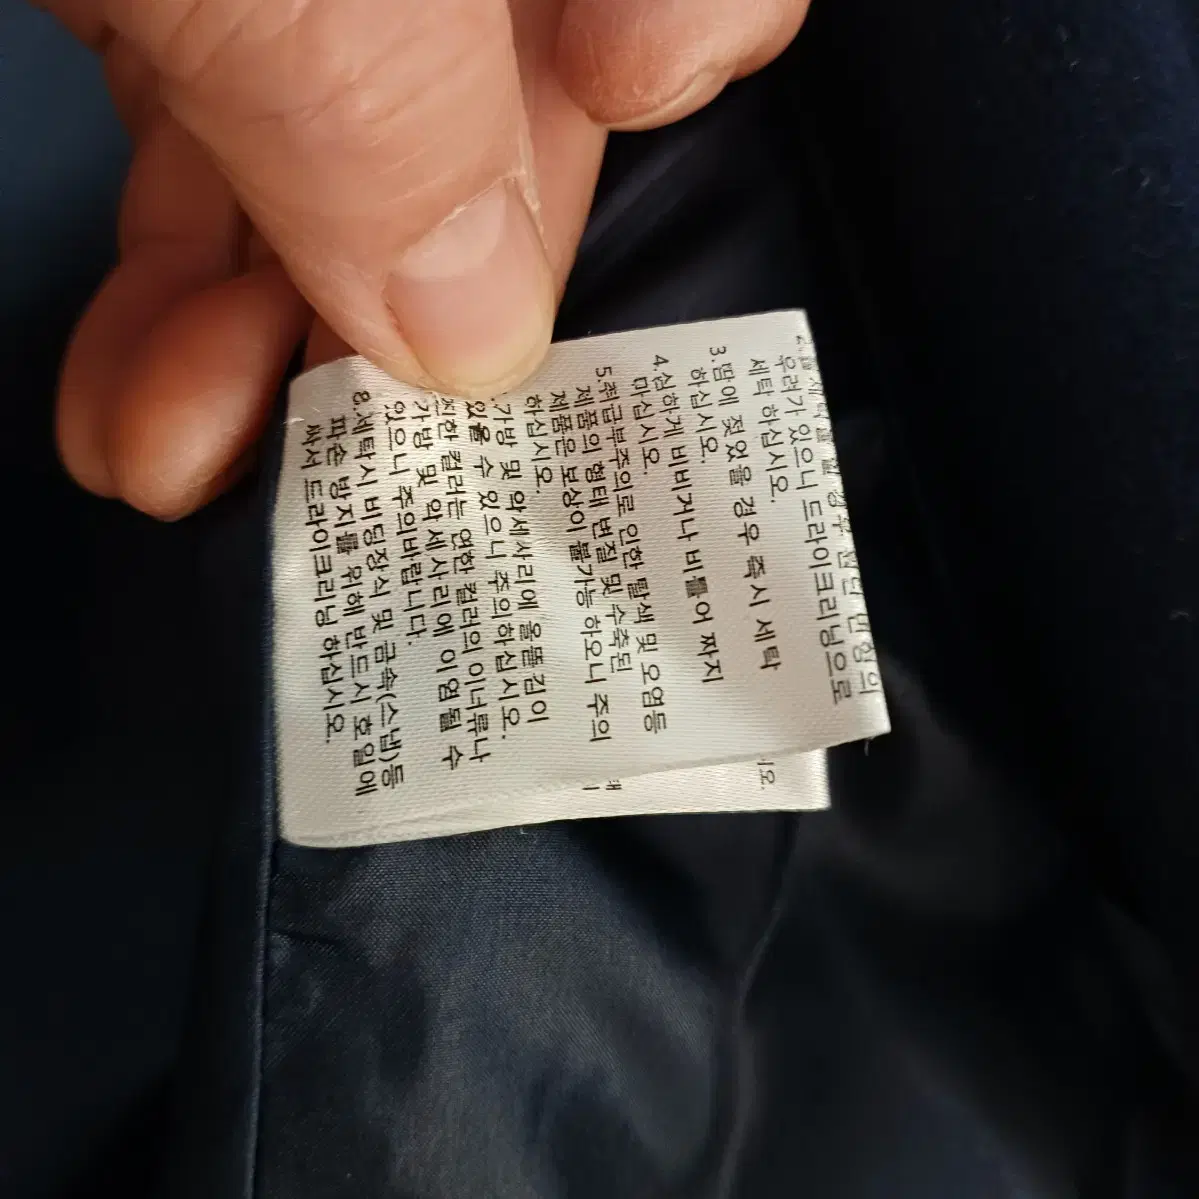 우려가 있으니 드라이크리닝으로
세탁 하십시오.
3.땀에 젖었을 경우 즉시 세탁
하십시오.
4.심하게 비비거나 비틀어 짜지
마십시오.
5.취급부주의로 인한 탈색 및 오염등
제품의 형태 변질 및 수축된
제품은 보상이 불가능 하오니 주의
하십시오.
가방 및 악세사리에 올뜯김이
있을 수 있으니 주의하십시오.
진한 컬러는 연한 컬러의 이너류나
가방 및 악세사리에 이염될 수
있으니 주의바랍니다.
8.세탁시 비딩장식 및 금속(스냅)등
파손 방지를 위해 반드시 호일에
싸서 드라이크리닝 하십시오.